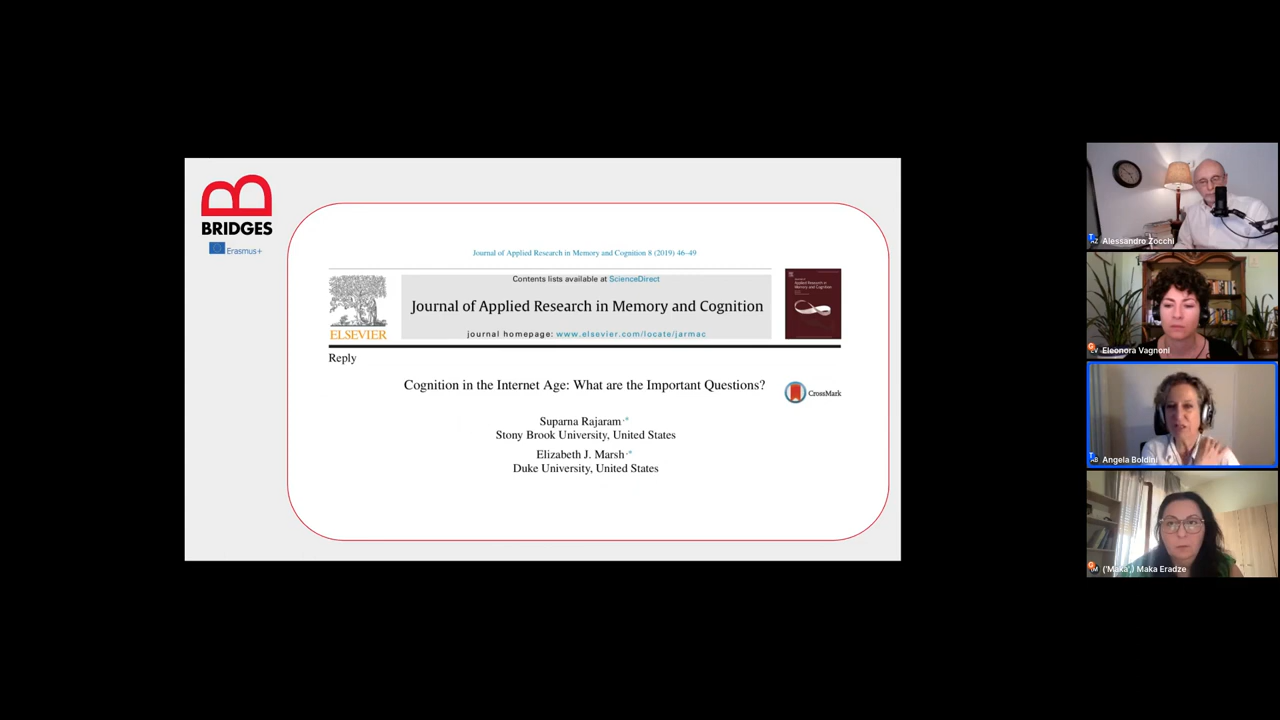 BRIDGES
Erasmus+
Journal of Applied Research in Memory and Cognition 8 (2019) 46–49
Contents lists available at ScienceDirect
Journal of Applied Research in Memory and Cognition
journal homepage: www.elsevier.com/locate/jarmac
ELSEVIER
Reply
Cognition in the Internet Age: What are the Important Questions?
CrossMark
Suparna Rajaram,*
Stony Brook University, United States
Elizabeth J. Marsh,*
Duke University, United States
Alessandro Zocchi
Eleonora Vagnoni
Angela Boldini
('Maka') Maka Eradze